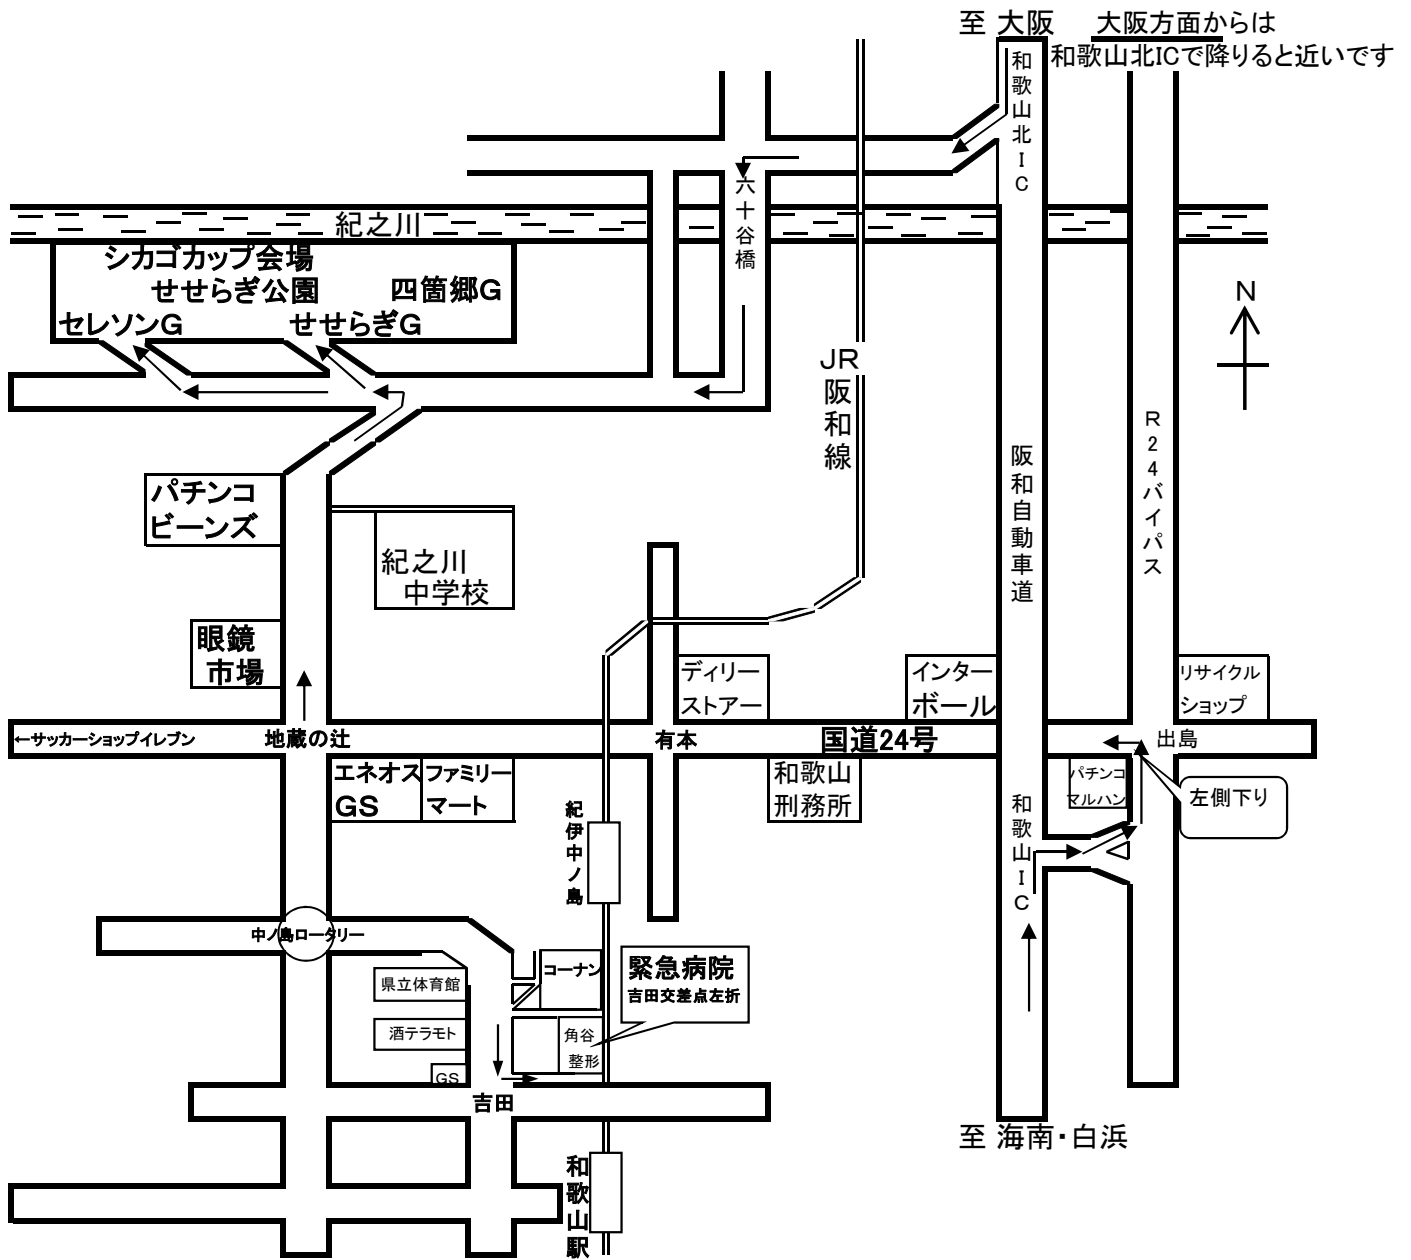 至 大阪
大阪方面からは
和歌山北ICで降りると近いです
和歌山北IC
六十谷橋
紀之川
シカゴカップ会場
せせらぎ公園
四箇郷G
セレソンG
せせらぎG
N
JR阪和線
阪和自動車道
R24バイパス
パチンコ
ビーンズ
紀之川
中学校
眼鏡
市場
ディリー
ストアー
インター
ボール
リサイクル
ショップ
←サッカーショップイレブン
地蔵の辻
有本
国道24号
出島
エネオス
GS
ファミリー
マート
和歌山
刑務所
パチンコ
マルハン
左側下り
紀伊中ノ島
和歌山IC
中ノ島ロータリー
コーナン
緊急病院
吉田交差点左折
県立体育館
酒テラモト
角谷
整形
GS
吉田
至 海南・白浜
和歌山駅